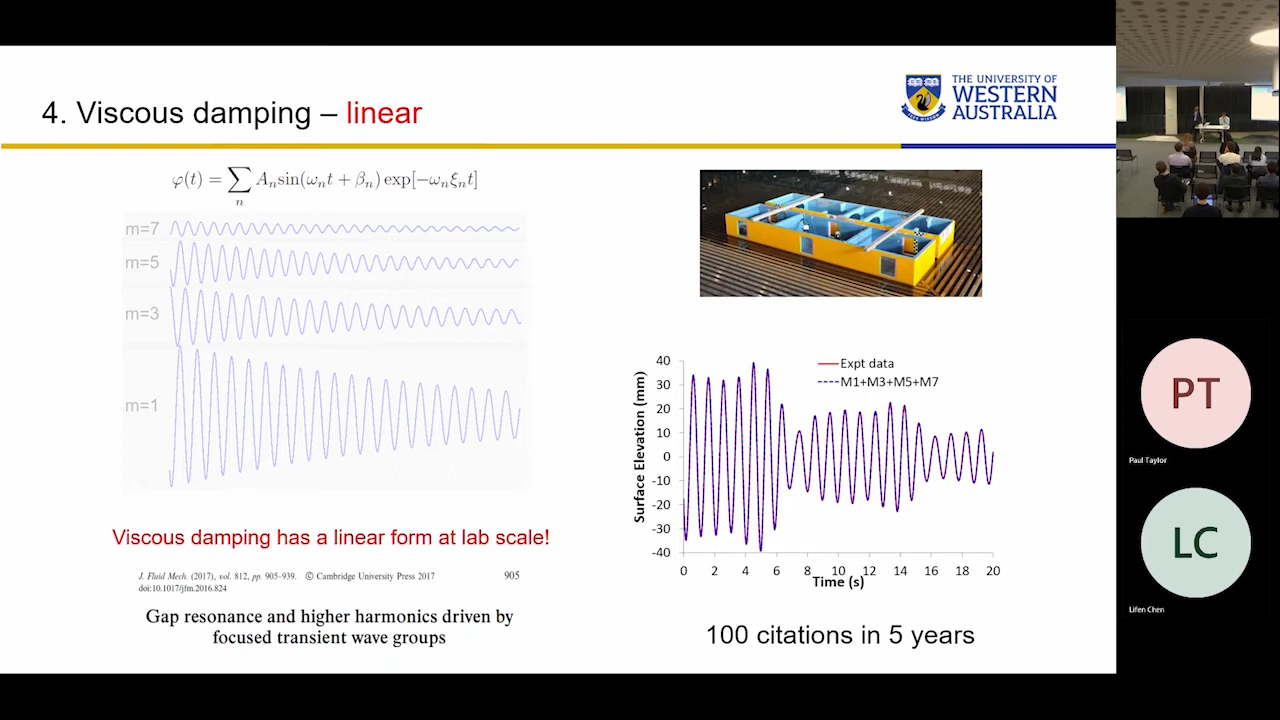 4. Viscous damping – linear
THE UNIVERSITY OF
WESTERN
AUSTRALIA
φ(t) = ∑ Aₙsin(ωₙt + βₙ) exp[−ωₙξₙt]
n
m=7
m=5
m=3
m=1
Viscous damping has a linear form at lab scale!
J. Fluid Mech. (2017), vol. 812, pp. 905–939. © Cambridge University Press 2017 905
doi:10.1017/jfm.2016.824
Gap resonance and higher harmonics driven by
focused transient wave groups
Surface Elevation (mm)
40
30
20
10
0
-10
-20
-30
-40
Expt data
M1+M3+M5+M7
0 2 4 6 8 10 12 14 16 18 20
Time (s)
100 citations in 5 years
PT
Paul Taylor
LC
Lifen Chen